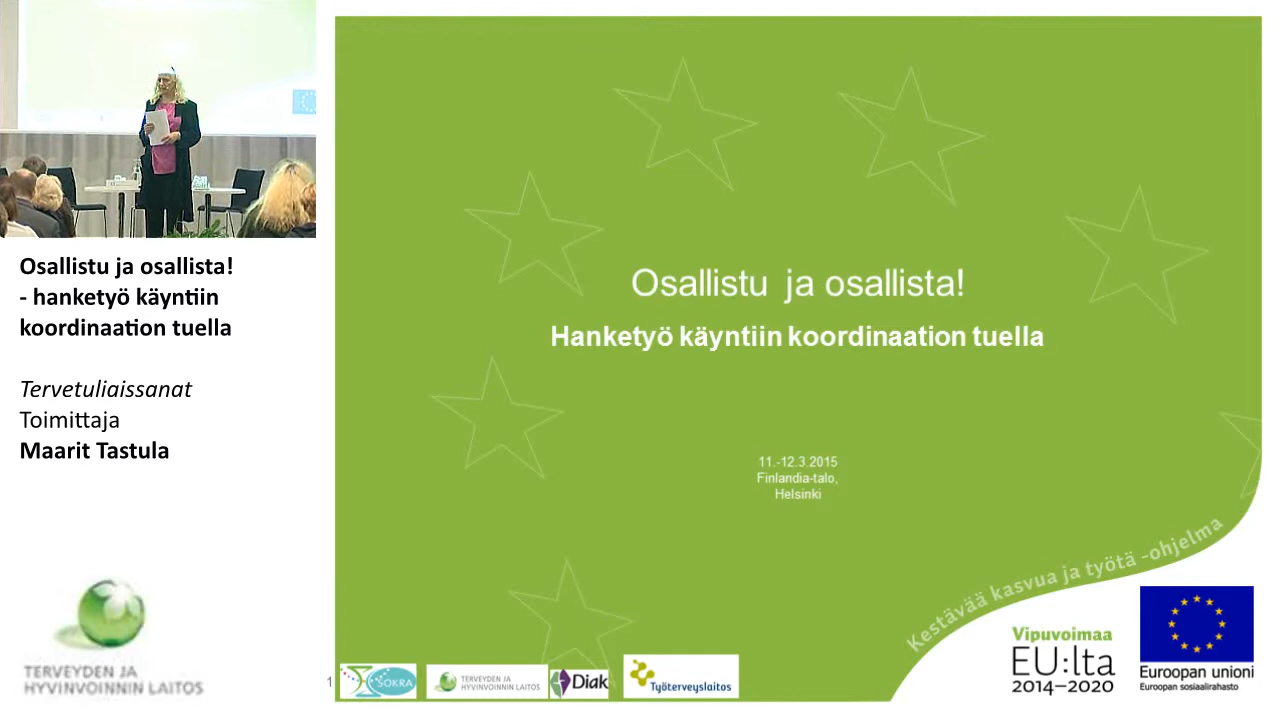 Osallistu ja osallista!
- hanketyö käyntiin
koordinaation tuella
Tervetuliaissanat
Toimittaja
Maarit Tastula
TERVEYDEN JA
HYVINVOINNIN LAITOS
Osallistu ja osallista!
Hanketyö käyntiin koordinaation tuella
11.-12.3.2015
Finlandia-talo,
Helsinki
Kestävää kasvua ja työtä -ohjelma
Vipuvoimaa
EU:lta
2014–2020
Euroopan unioni
Euroopan sosiaalirahasto
1
SOKRA
TERVEYDEN JA
HYVINVOINNIN LAITOS
Diak
Työterveyslaitos